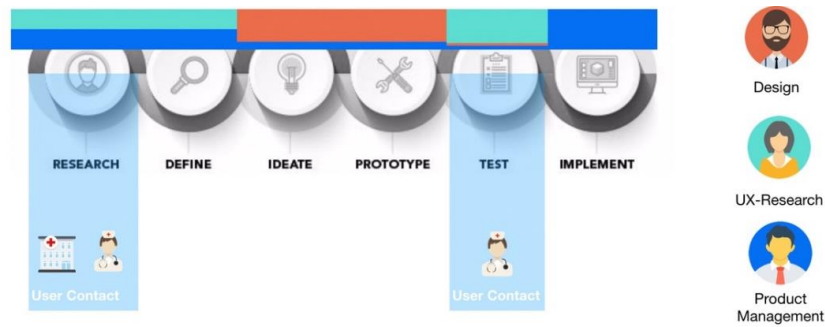 RESEARCH
DEFINE
IDEATE
PROTOTYPE
TEST
IMPLEMENT
User Contact
User Contact
Design
UX-Research
Product
Management